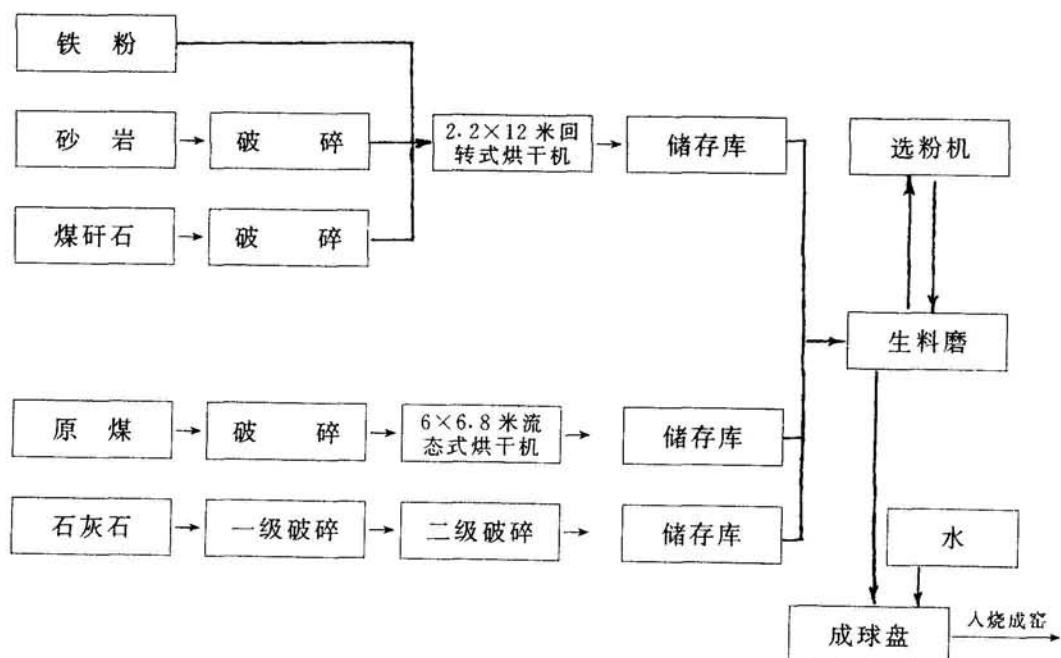 铁粉
砂岩
破碎
2.2×12米回
转式烘干机
储存库
选粉机
煤矸石
破碎
生料磨
原煤
破碎
6×6.8米流
态式烘干机
储存库
石灰石
一级破碎
二级破碎
储存库
水
成球盘
入烧成窑